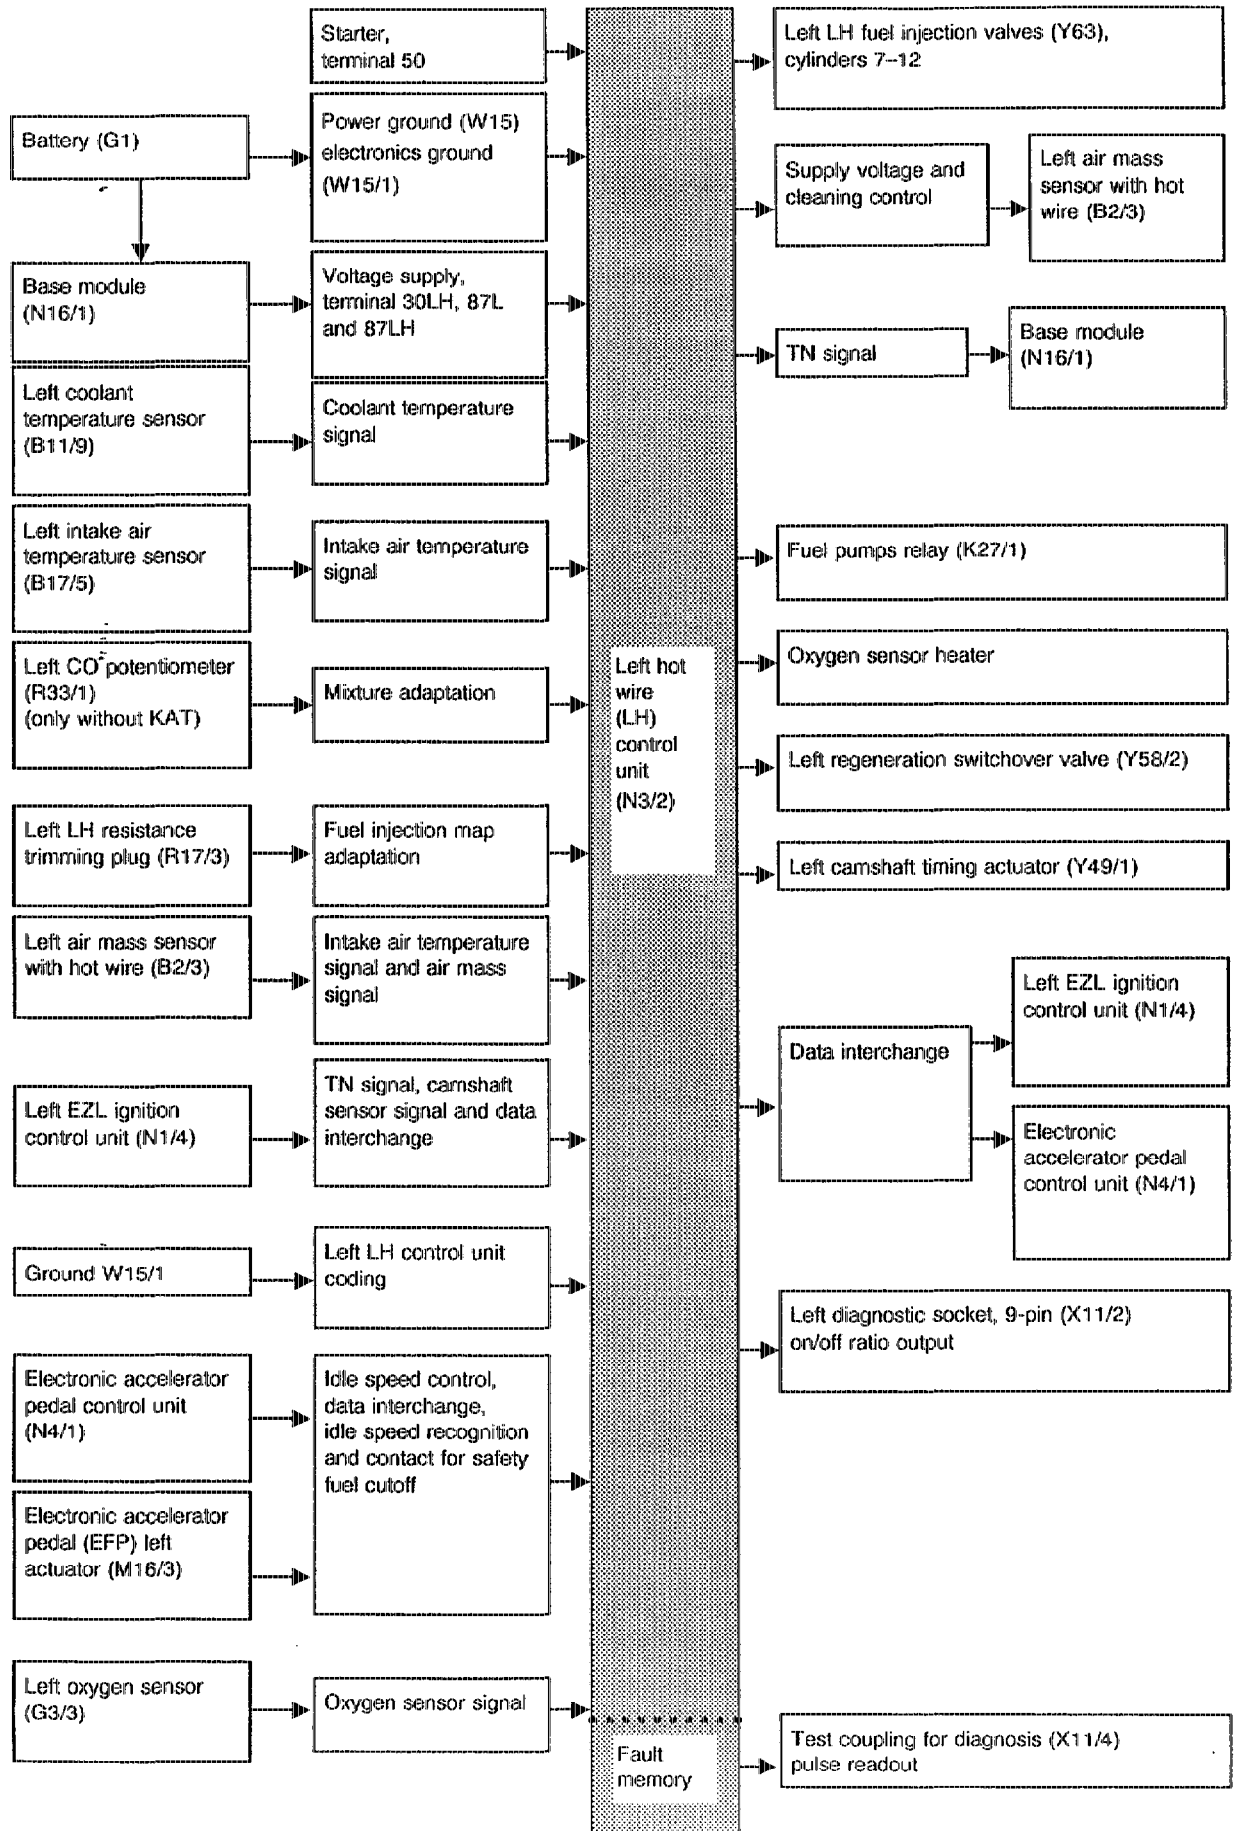 Starter,
terminal 50
Battery (G1)
Power ground (W15)
electronics ground
(W15/1)
Base module
(N16/1)
Voltage supply,
terminal 30LH, 87L
and 87LH
Left coolant
temperature sensor
(B11/9)
Coolant temperature
signal
Left intake air
temperature sensor
(B17/5)
Intake air temperature
signal
Left CO potentiometer
(R33/1)
(only without KAT)
Mixture adaptation
Left LH resistance
trimming plug (R17/3)
Fuel injection map
adaptation
Left air mass sensor
with hot wire (B2/3)
Intake air temperature
signal and air mass
signal
Left EZL ignition
control unit (N1/4)
TN signal, camshaft
sensor signal and data
interchange
Ground W15/1
Left LH control unit
coding
Electronic accelerator
pedal control unit
(N4/1)
Electronic accelerator
pedal (EFP) left
actuator (M16/3)
Idle speed control,
data interchange,
idle speed recognition
and contact for safety
fuel cutoff
Left oxygen sensor
(G3/3)
Oxygen sensor signal
Left hot
wire
(LH)
control
unit
(N3/2)
Fault
memory
Left LH fuel injection valves (Y63),
cylinders 7–12
Supply voltage and
cleaning control
Left air mass
sensor with hot
wire (B2/3)
TN signal
Base module
(N16/1)
Fuel pumps relay (K27/1)
Oxygen sensor heater
Left regeneration switchover valve (Y58/2)
Left camshaft timing actuator (Y49/1)
Data interchange
Left EZL ignition
control unit (N1/4)
Electronic
accelerator pedal
control unit (N4/1)
Left diagnostic socket, 9-pin (X11/2)
on/off ratio output
Test coupling for diagnosis (X11/4)
pulse readout